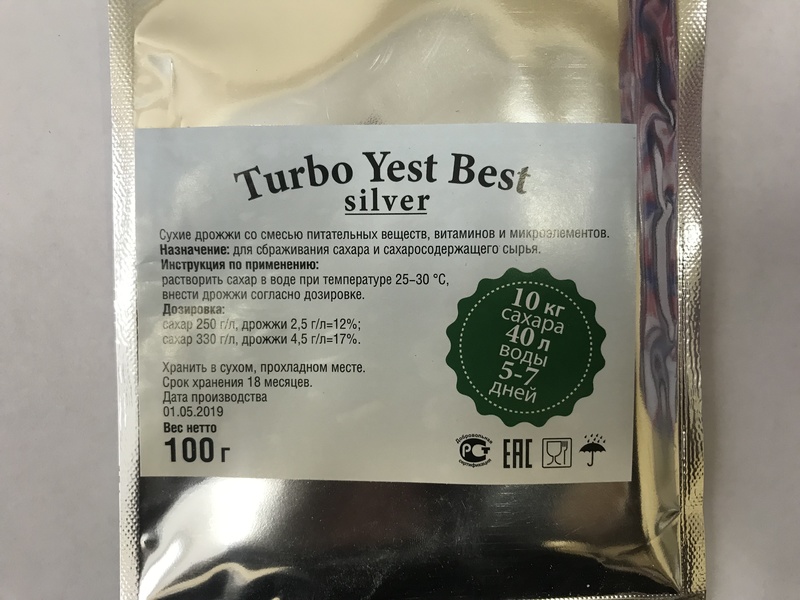 Turbo Yest Best
silver
Сухие дрожжи со смесью питательных веществ, витаминов и микроэлементов.
Назначение: для сбраживания сахара и сахаросодержащего сырья.
Инструкция по применению:
растворить сахар в воде при температуре 25–30 °С,
внести дрожжи согласно дозировке.
Дозировка:
сахар 250 г/л, дрожжи 2,5 г/л=12%;
сахар 330 г/л, дрожжи 4,5 г/л=17%.
10 кг
сахара
40 л
воды
5-7
дней
Хранить в сухом, прохладном месте.
Срок хранения 18 месяцев.
Дата производства
01.05.2019
Вес нетто
100 г
Добровольная
РСТ
сертификация
ЕАС